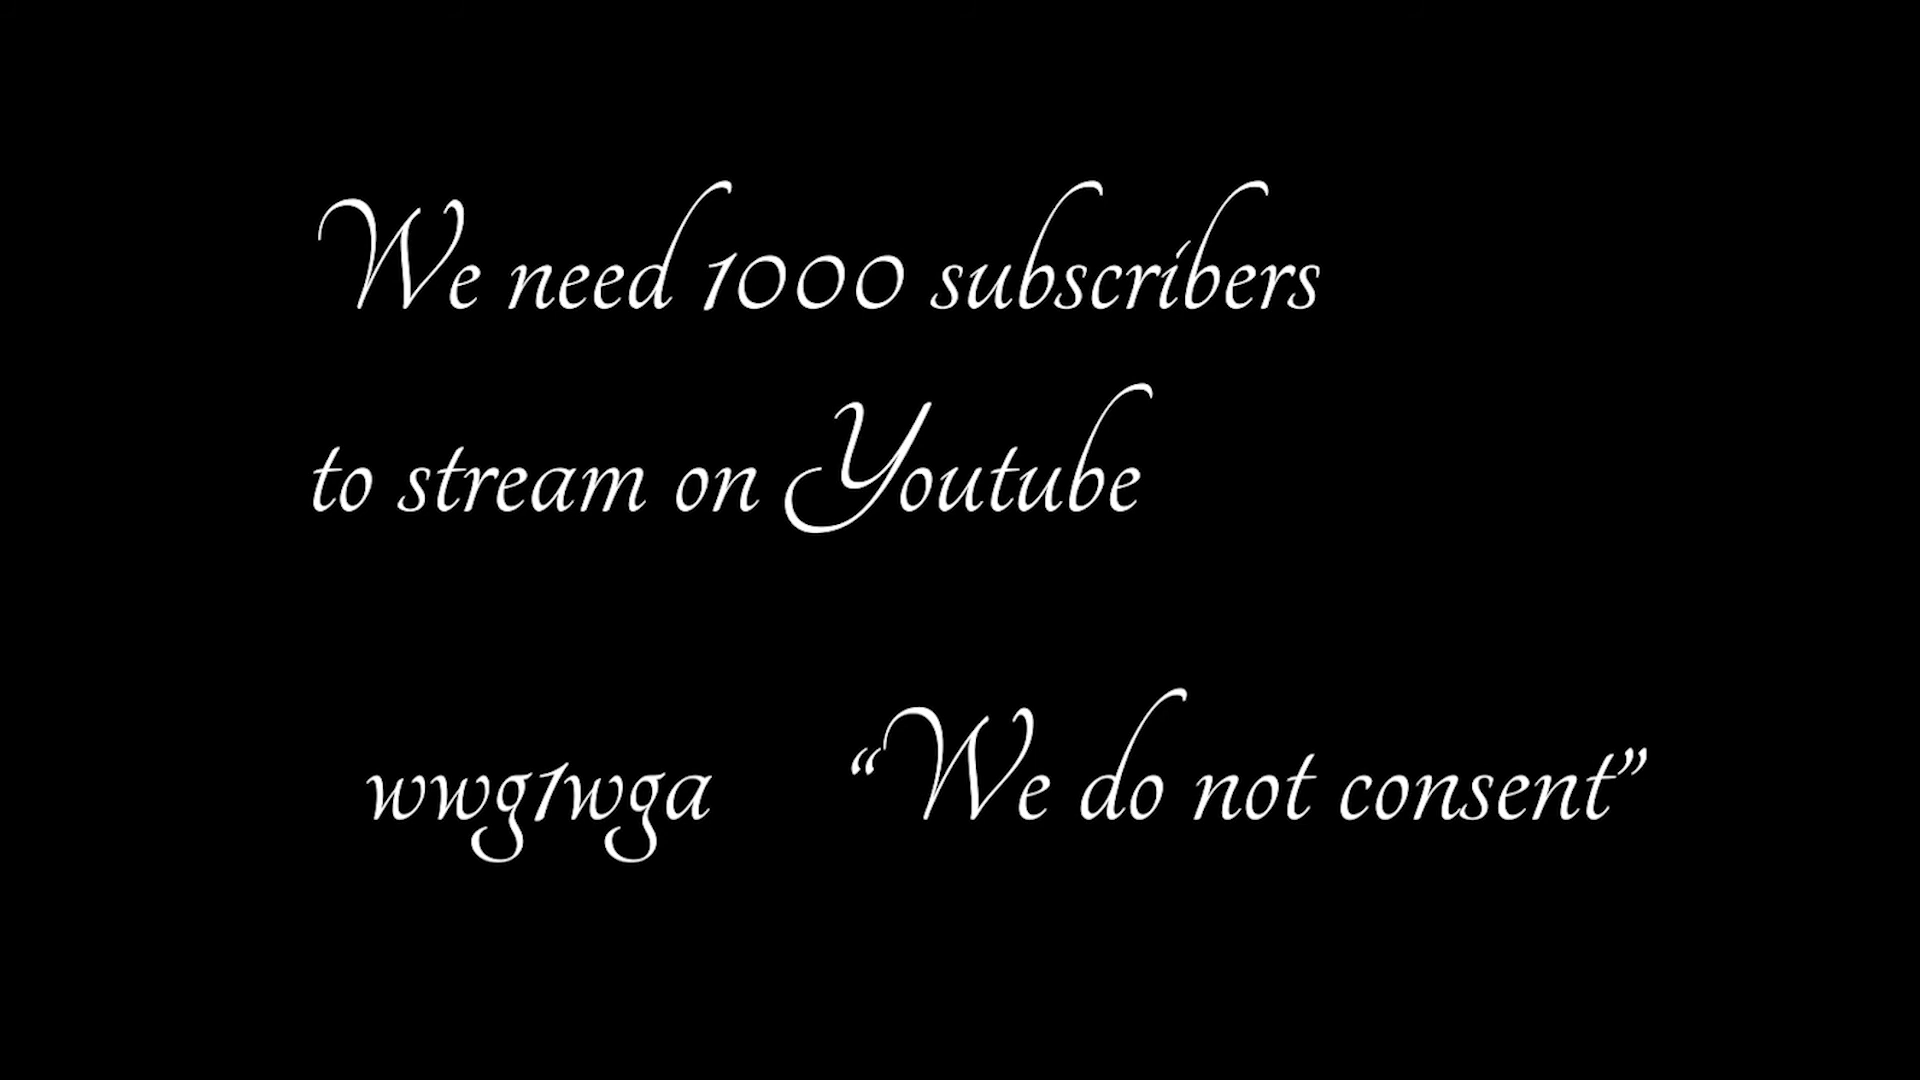 We need 1000 subscribers
to stream on Youtube
wwg1wga “We do not consent”